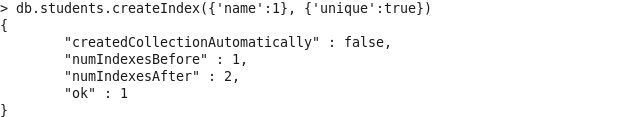 > db.students.createIndex({'name':1}, {'unique':true})
{
        "createdCollectionAutomatically" : false,
        "numIndexesBefore" : 1,
        "numIndexesAfter" : 2,
        "ok" : 1
}